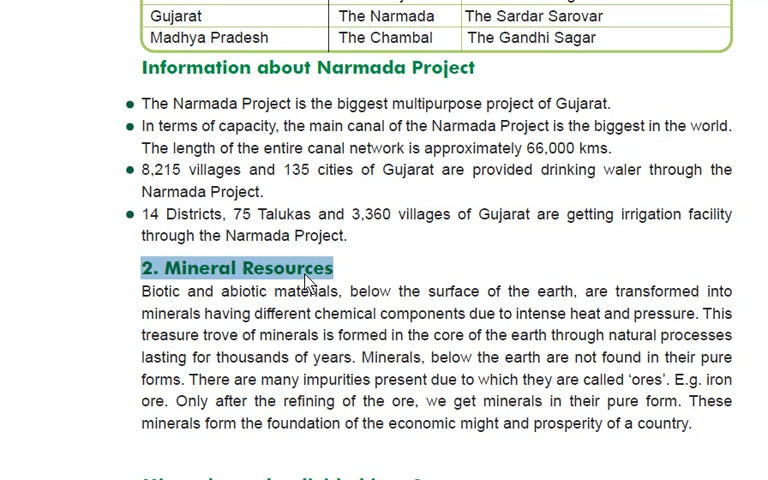 Gujarat The Narmada The Sardar Sarovar
Madhya Pradesh The Chambal The Gandhi Sagar
Information about Narmada Project
• The Narmada Project is the biggest multipurpose project of Gujarat.
• In terms of capacity, the main canal of the Narmada Project is the biggest in the world.
The length of the entire canal network is approximately 66,000 kms.
• 8,215 villages and 135 cities of Gujarat are provided drinking waler through the
Narmada Project.
• 14 Districts, 75 Talukas and 3,360 villages of Gujarat are getting irrigation facility
through the Narmada Project.
2. Mineral Resources
Biotic and abiotic materials, below the surface of the earth, are transformed into
minerals having different chemical components due to intense heat and pressure. This
treasure trove of minerals is formed in the core of the earth through natural processes
lasting for thousands of years. Minerals, below the earth are not found in their pure
forms. There are many impurities present due to which they are called ‘ores’. E.g. iron
ore. Only after the refining of the ore, we get minerals in their pure form. These
minerals form the foundation of the economic might and prosperity of a country.